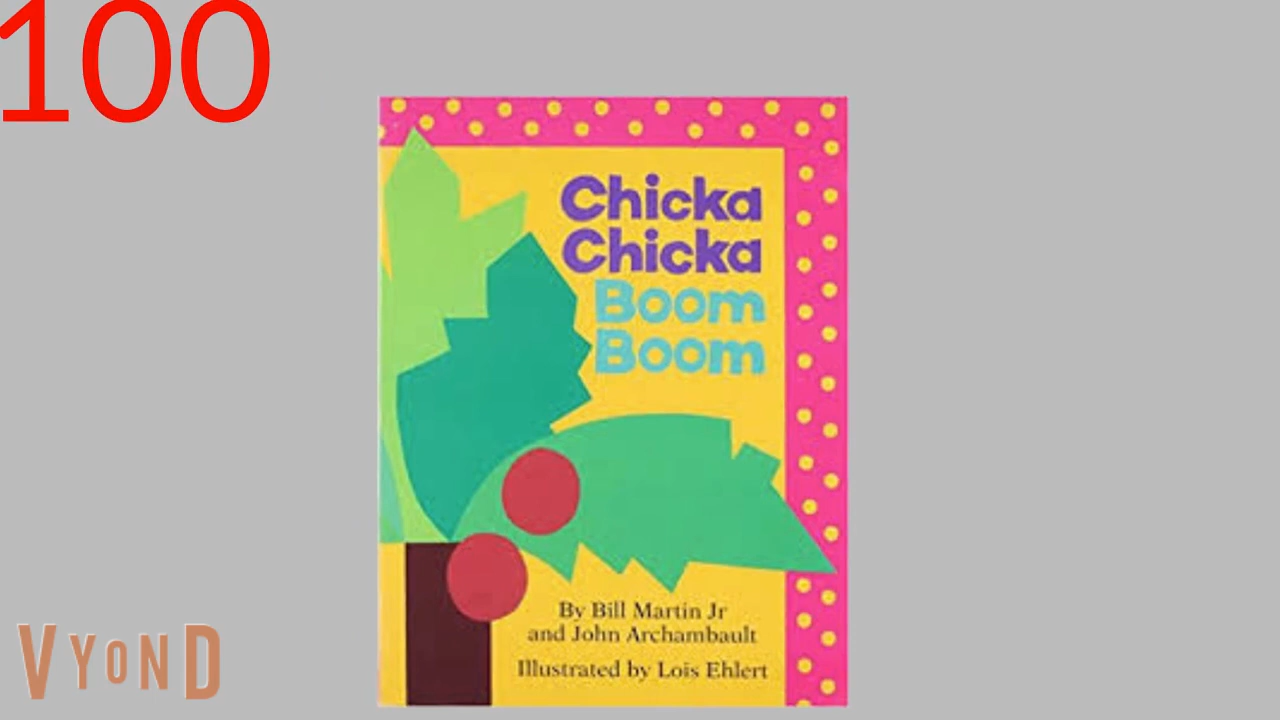 100
Chicka
Chicka
Boom
Boom
By Bill Martin Jr
and John Archambault
Illustrated by Lois Ehlert
VYOND